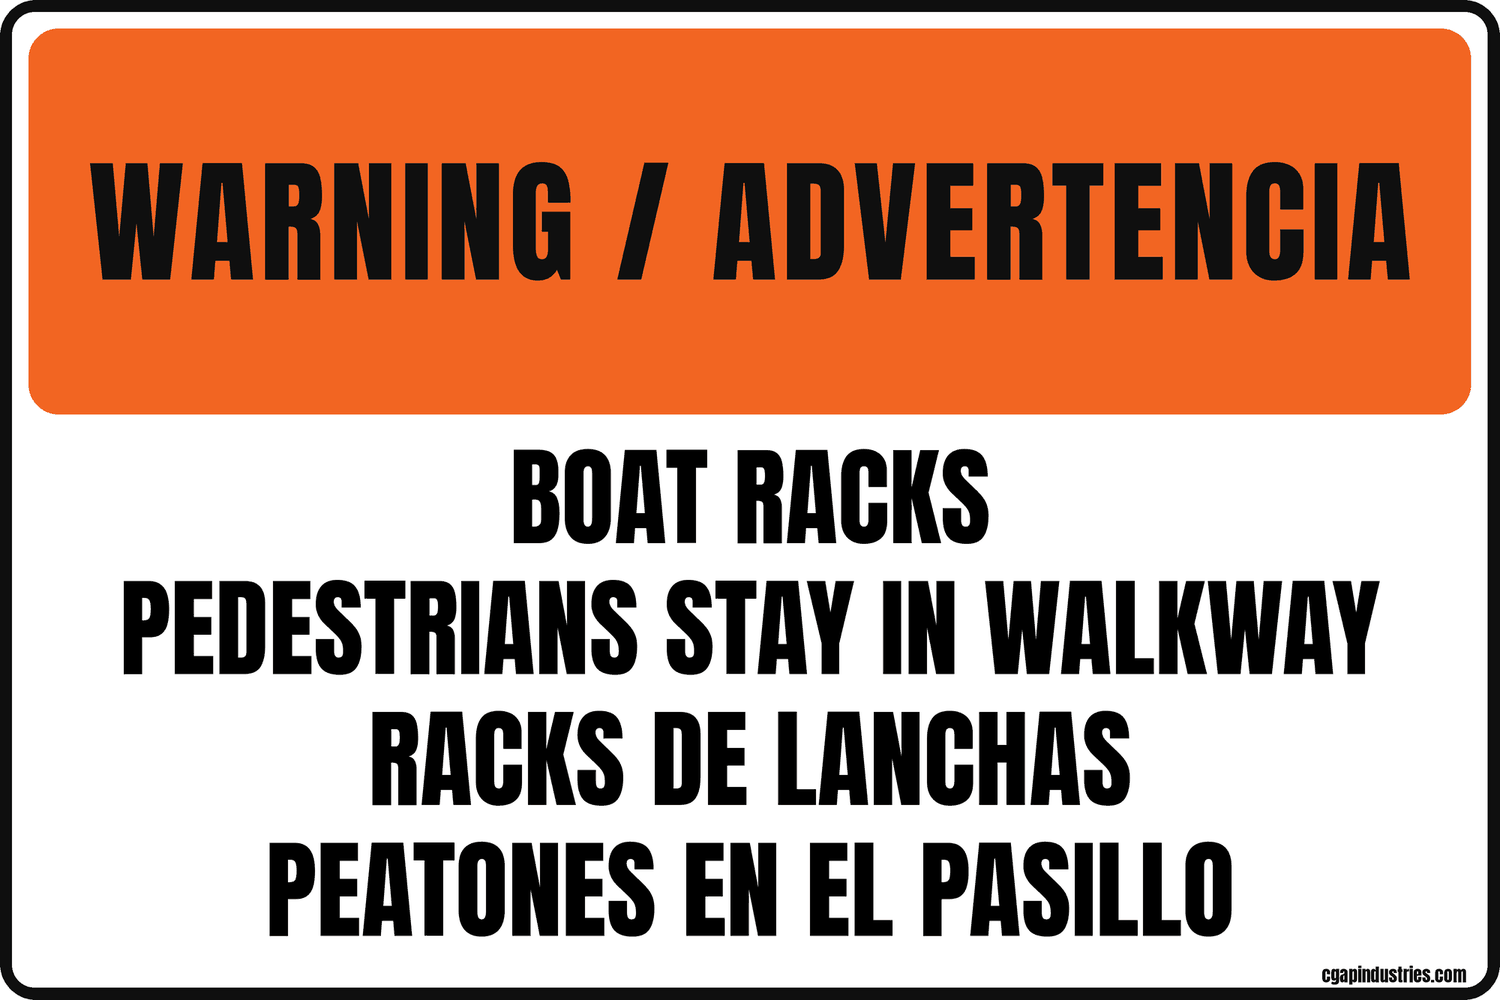 WARNING / ADVERTENCIA
BOAT RACKS
PEDESTRIANS STAY IN WALKWAY
RACKS DE LANCHAS
PEATONES EN EL PASILLO
cgapindustries.com